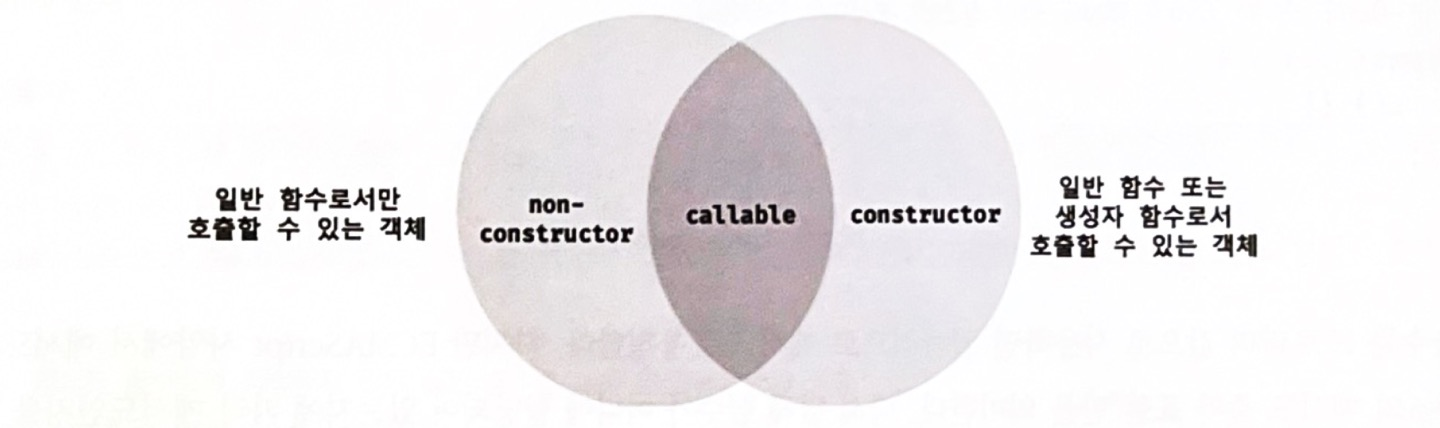 일반 함수로서만
호출할 수 있는 객체
non-
constructor
callable
constructor
일반 함수 또는
생성자 함수로서
호출할 수 있는 객체